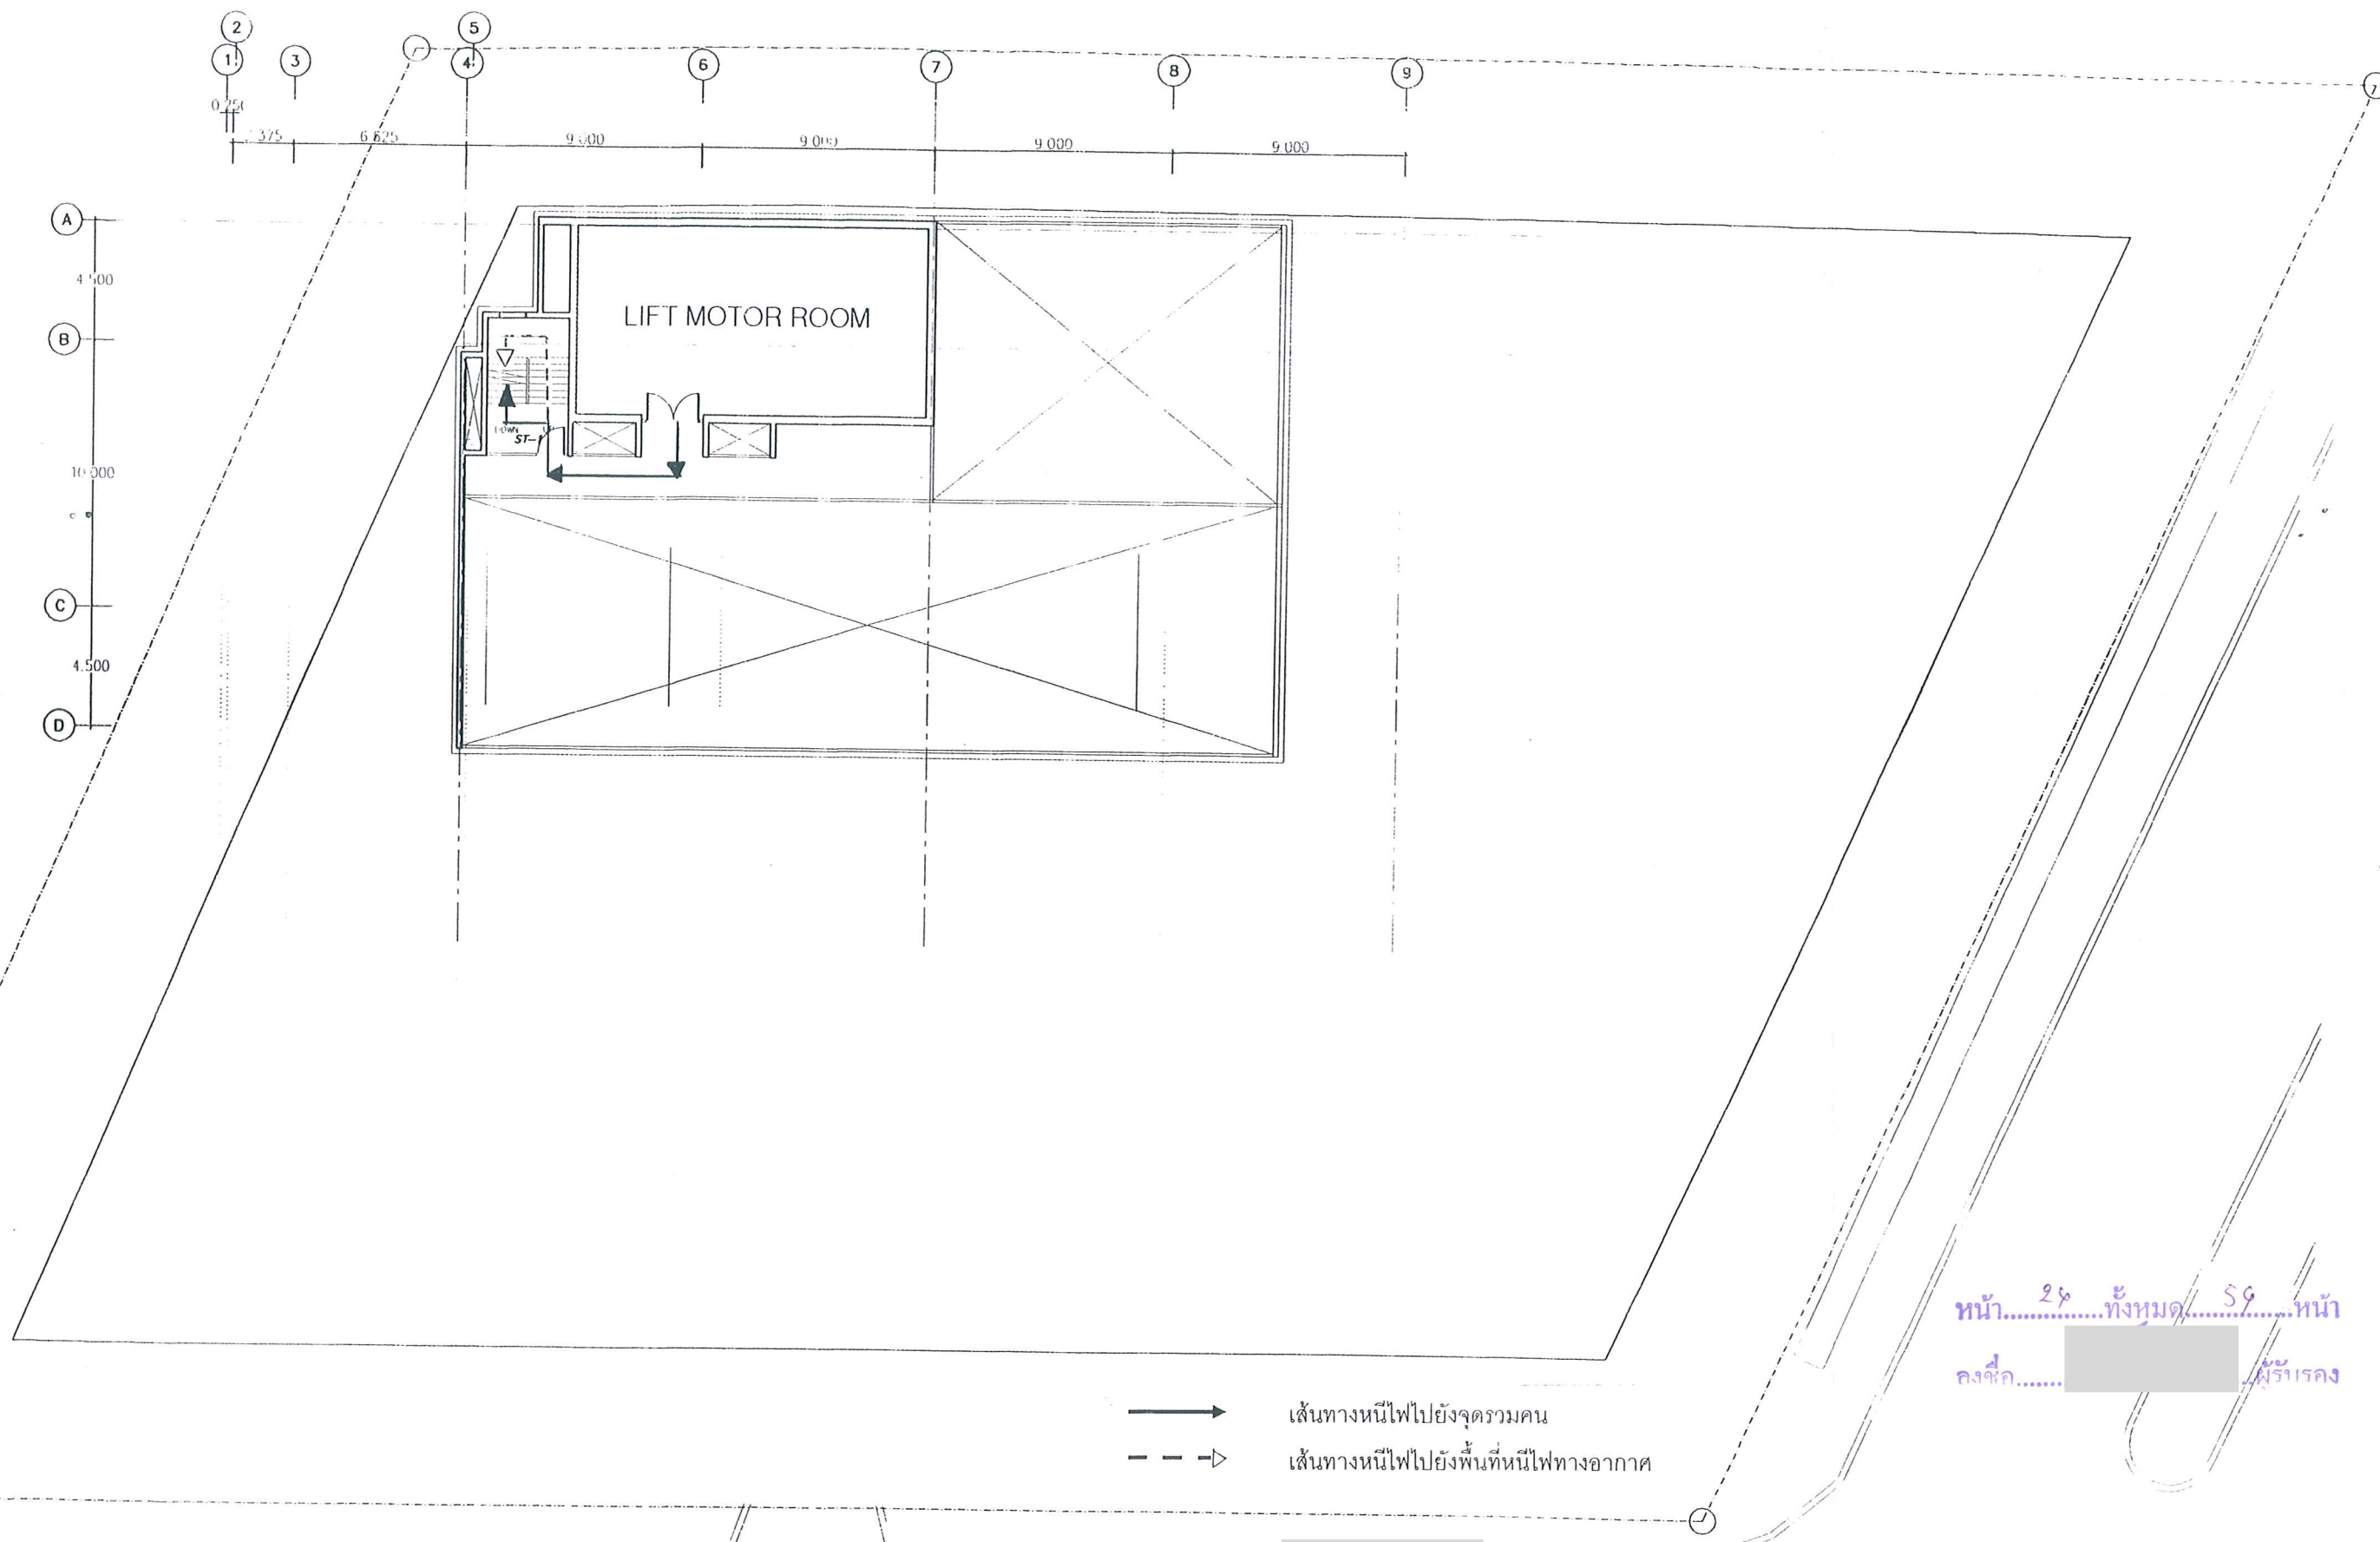 2
5
1
3
4
6
7
8
9
6.625
9.000
9.000
9.000
9.000
A
4.500
LIFT MOTOR ROOM
B
DOWN
ST-1
10.000
C
4.500
D
หน้า..............ทั้งหมด..............หน้า
ลงชื่อ.......ผู้รับรอง
เส้นทางหนีไฟไปยังจุดรวมคน
เส้นทางหนีไฟไปยังพื้นที่หนีไฟทางอากาศ